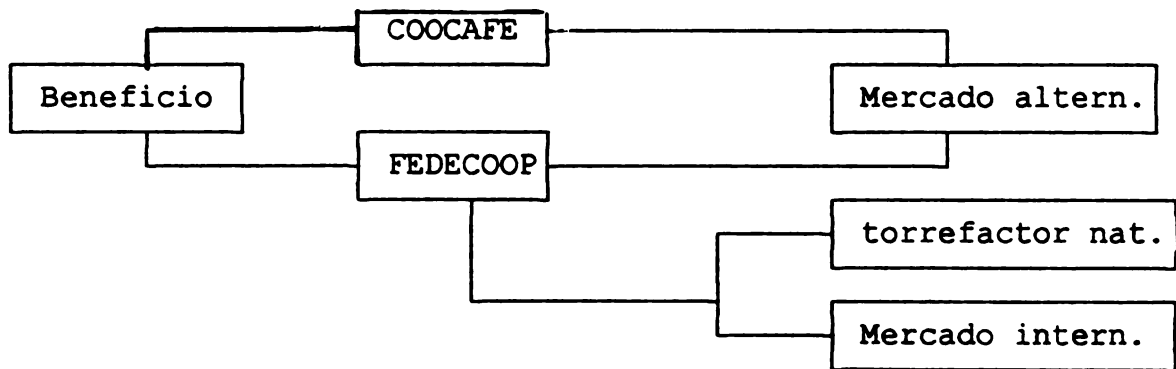 COOCAFE
Beneficio
Mercado altern.
FEDECOOP
torrefactor nat.
Mercado intern.